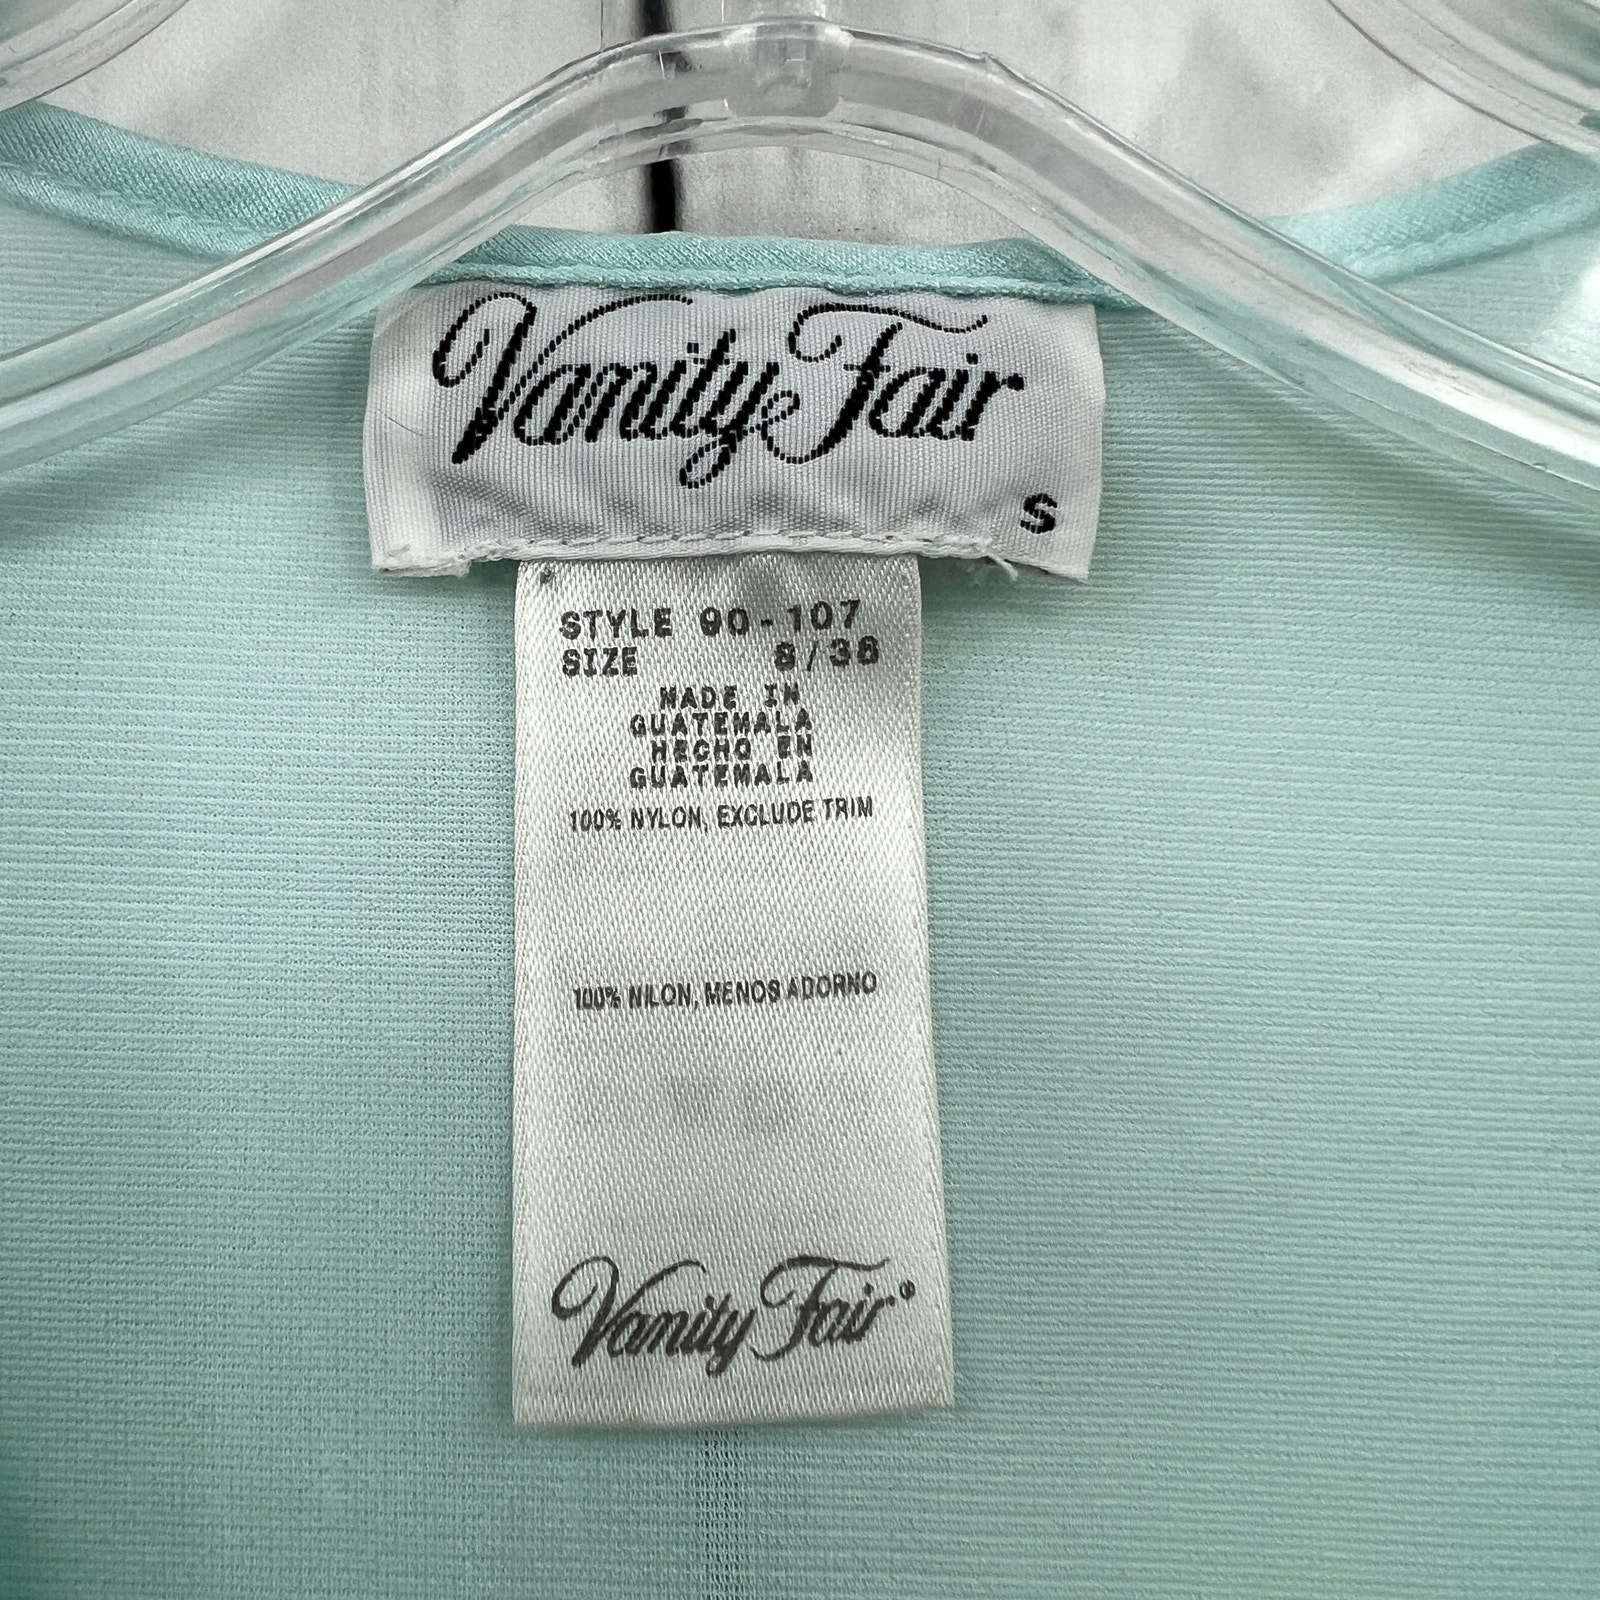 Vanity Fair
S
STYLE 90-107
SIZE 8/36
MADE IN
GUATEMALA
HECHO EN
GUATEMALA
100% NYLON, EXCLUDE TRIM
100% NILON, MENOS ADORNO
Vanity Fair®